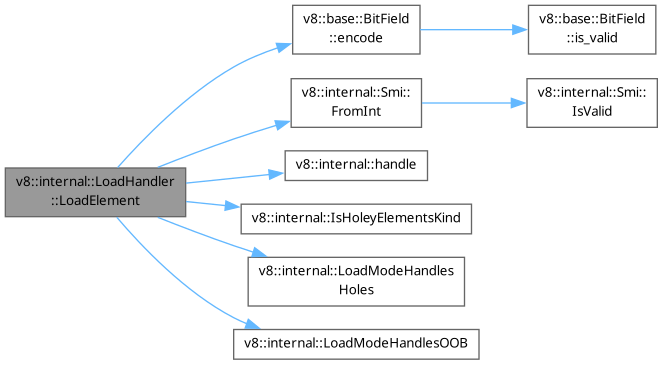 v8::internal::LoadHandler
::LoadElement
v8::base::BitField
::encode
v8::base::BitField
::is_valid
v8::internal::Smi::
FromInt
v8::internal::Smi::
IsValid
v8::internal::handle
v8::internal::IsHoleyElementsKind
v8::internal::LoadModeHandles
Holes
v8::internal::LoadModeHandlesOOB